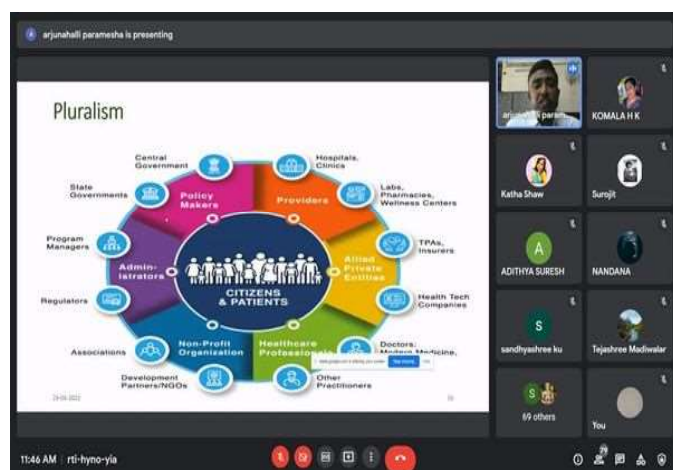 arjunahalli paramesha is presenting
Pluralism
Central
Government
Hospitals,
Clinics
State
Governments
Policy
Makers
Providers
Labs,
Pharmacies,
Wellness Centers
Program
Managers
Admin-
istrators
CITIZENS
& PATIENTS
Allied
Private
Entities
TPAs,
Insurers
Regulators
Health Tech
Companies
Associations
Non-Profit
Organization
Healthcare
Professionals
Doctors,
Modern Medicine,
Development
Partners/NGOs
Other
Practitioners
arjunahalli param
KOMALA H K
Katha Shaw
Surojit
A
ADITHYA SURESH
NANDANA
S
sandhyashree ku
Tejashree Madiwalar
S
69 others
You
11:46 AM | rti-hyno-yia